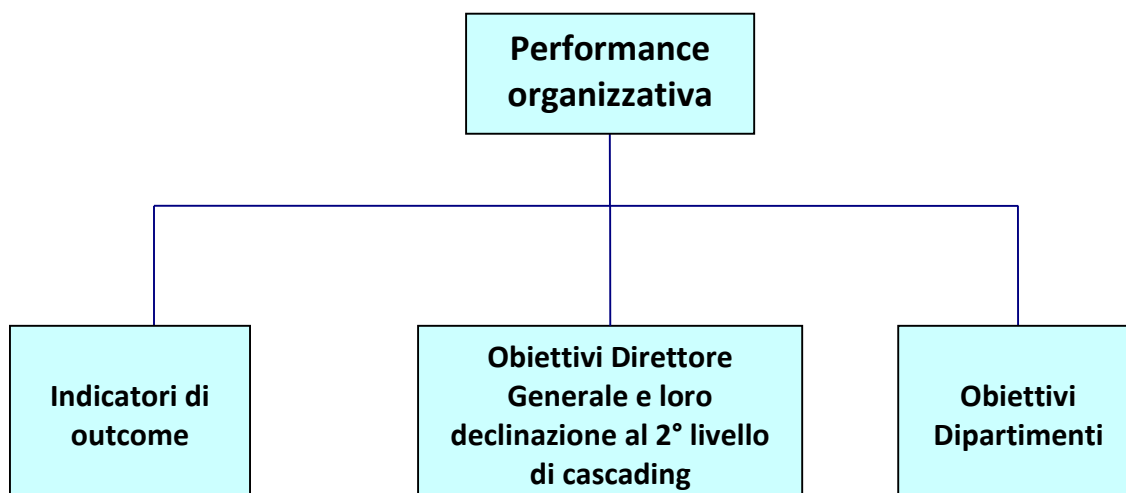 Performance
organizzativa
Indicatori di
outcome
Obiettivi Direttore
Generale e loro
declinazione al 2° livello
di cascading
Obiettivi
Dipartimenti